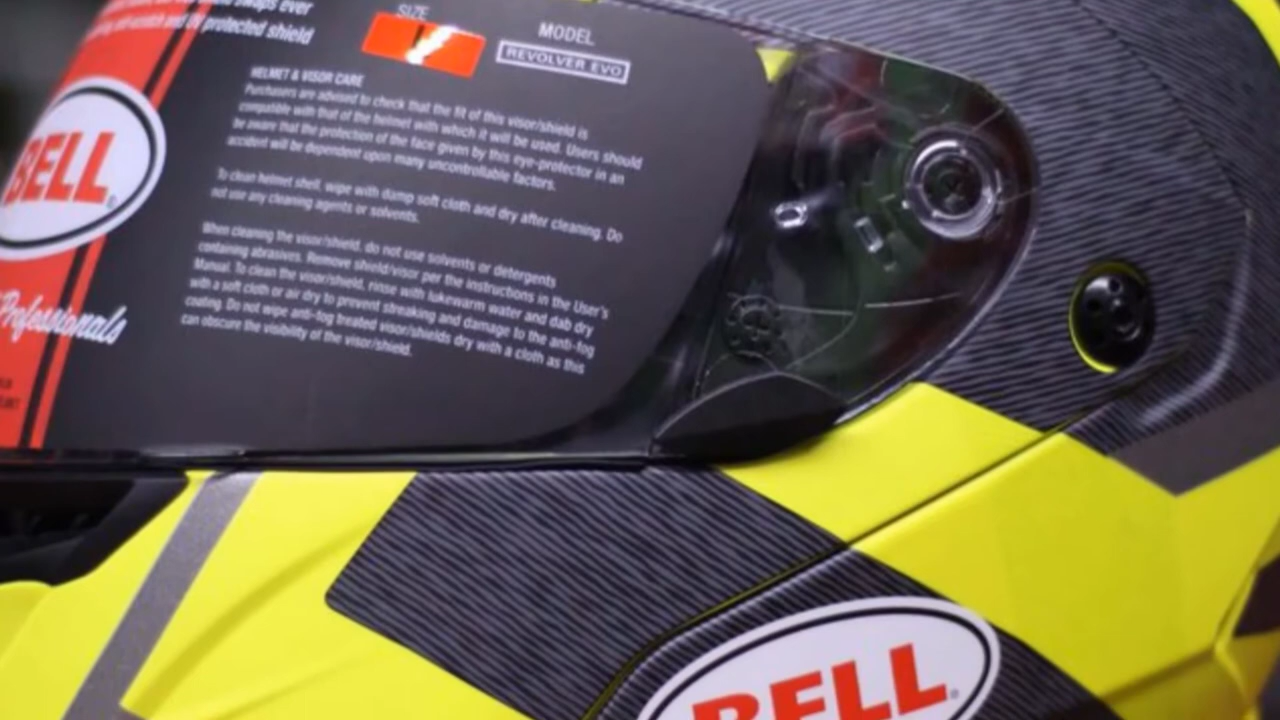 swaps ever
anti-scratch and UV protected shield
SIZE
MODEL
REVOLVER EVO
HELMET & VISOR CARE
Purchasers are advised to check that the fit of this visor/shield is
compatible with that of the helmet with which it will be used. Users should
be aware that the protection of the face given by this eye-protector in an
accident will be dependent upon many uncontrollable factors.
To clean helmet shell, wipe with damp soft cloth and dry after cleaning. Do
not use any cleaning agents or solvents.
When cleaning the visor/shield, do not use solvents or detergents
containing abrasives. Remove shield/visor per the instructions in the User's
Manual. To clean the visor/shield, rinse with lukewarm water and dab dry
with a soft cloth or air dry to prevent streaking and damage to the anti-fog
coating. Do not wipe anti-fog treated visor/shields dry with a cloth as this
can obscure the visibility of the visor/shield.
BELL®
Professionals
BELL®